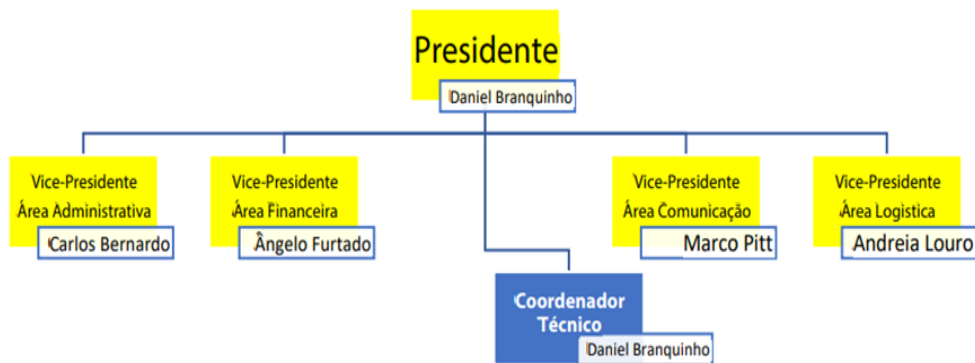 Presidente
Daniel Branquinho
Vice-Presidente
Área Administrativa
Carlos Bernardo
Vice-Presidente
Área Financeira
Ângelo Furtado
Vice-Presidente
Área Comunicação
Marco Pitt
Vice-Presidente
Área Logistica
Andreia Louro
Coordenador
Técnico
Daniel Branquinho